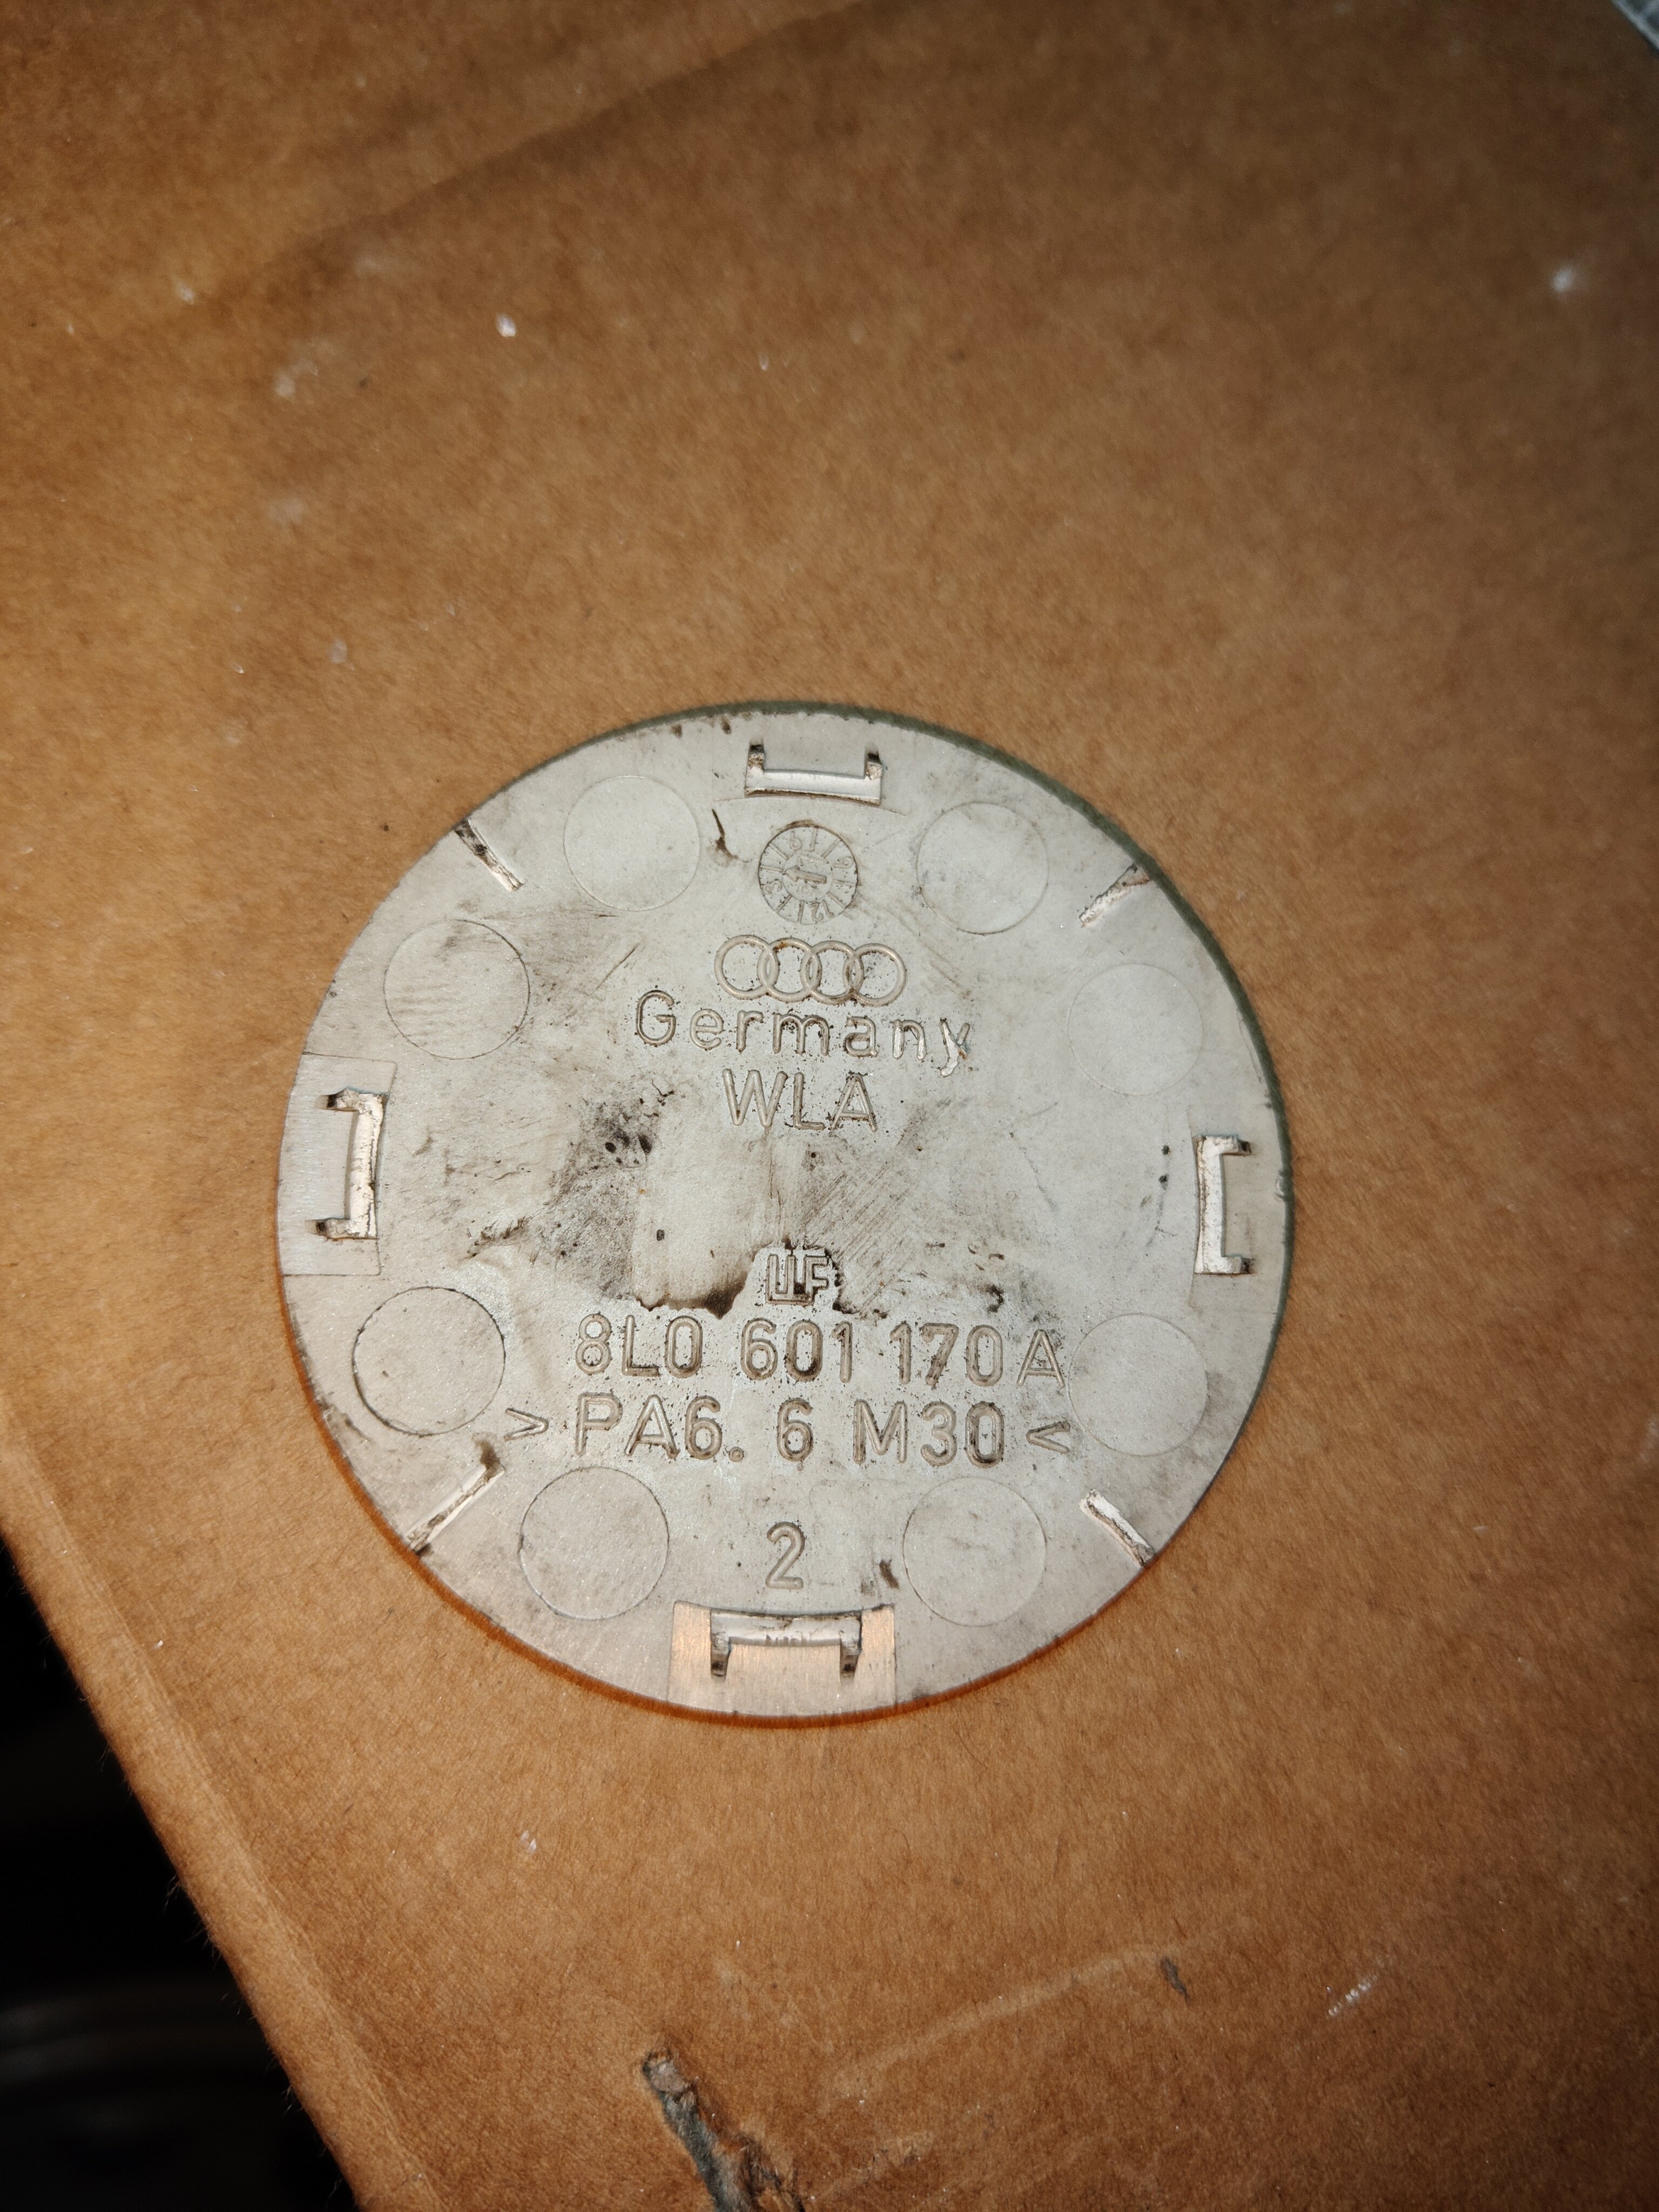 Germany
WLA
8L0 601 170A
>PA6.6 M30<
2